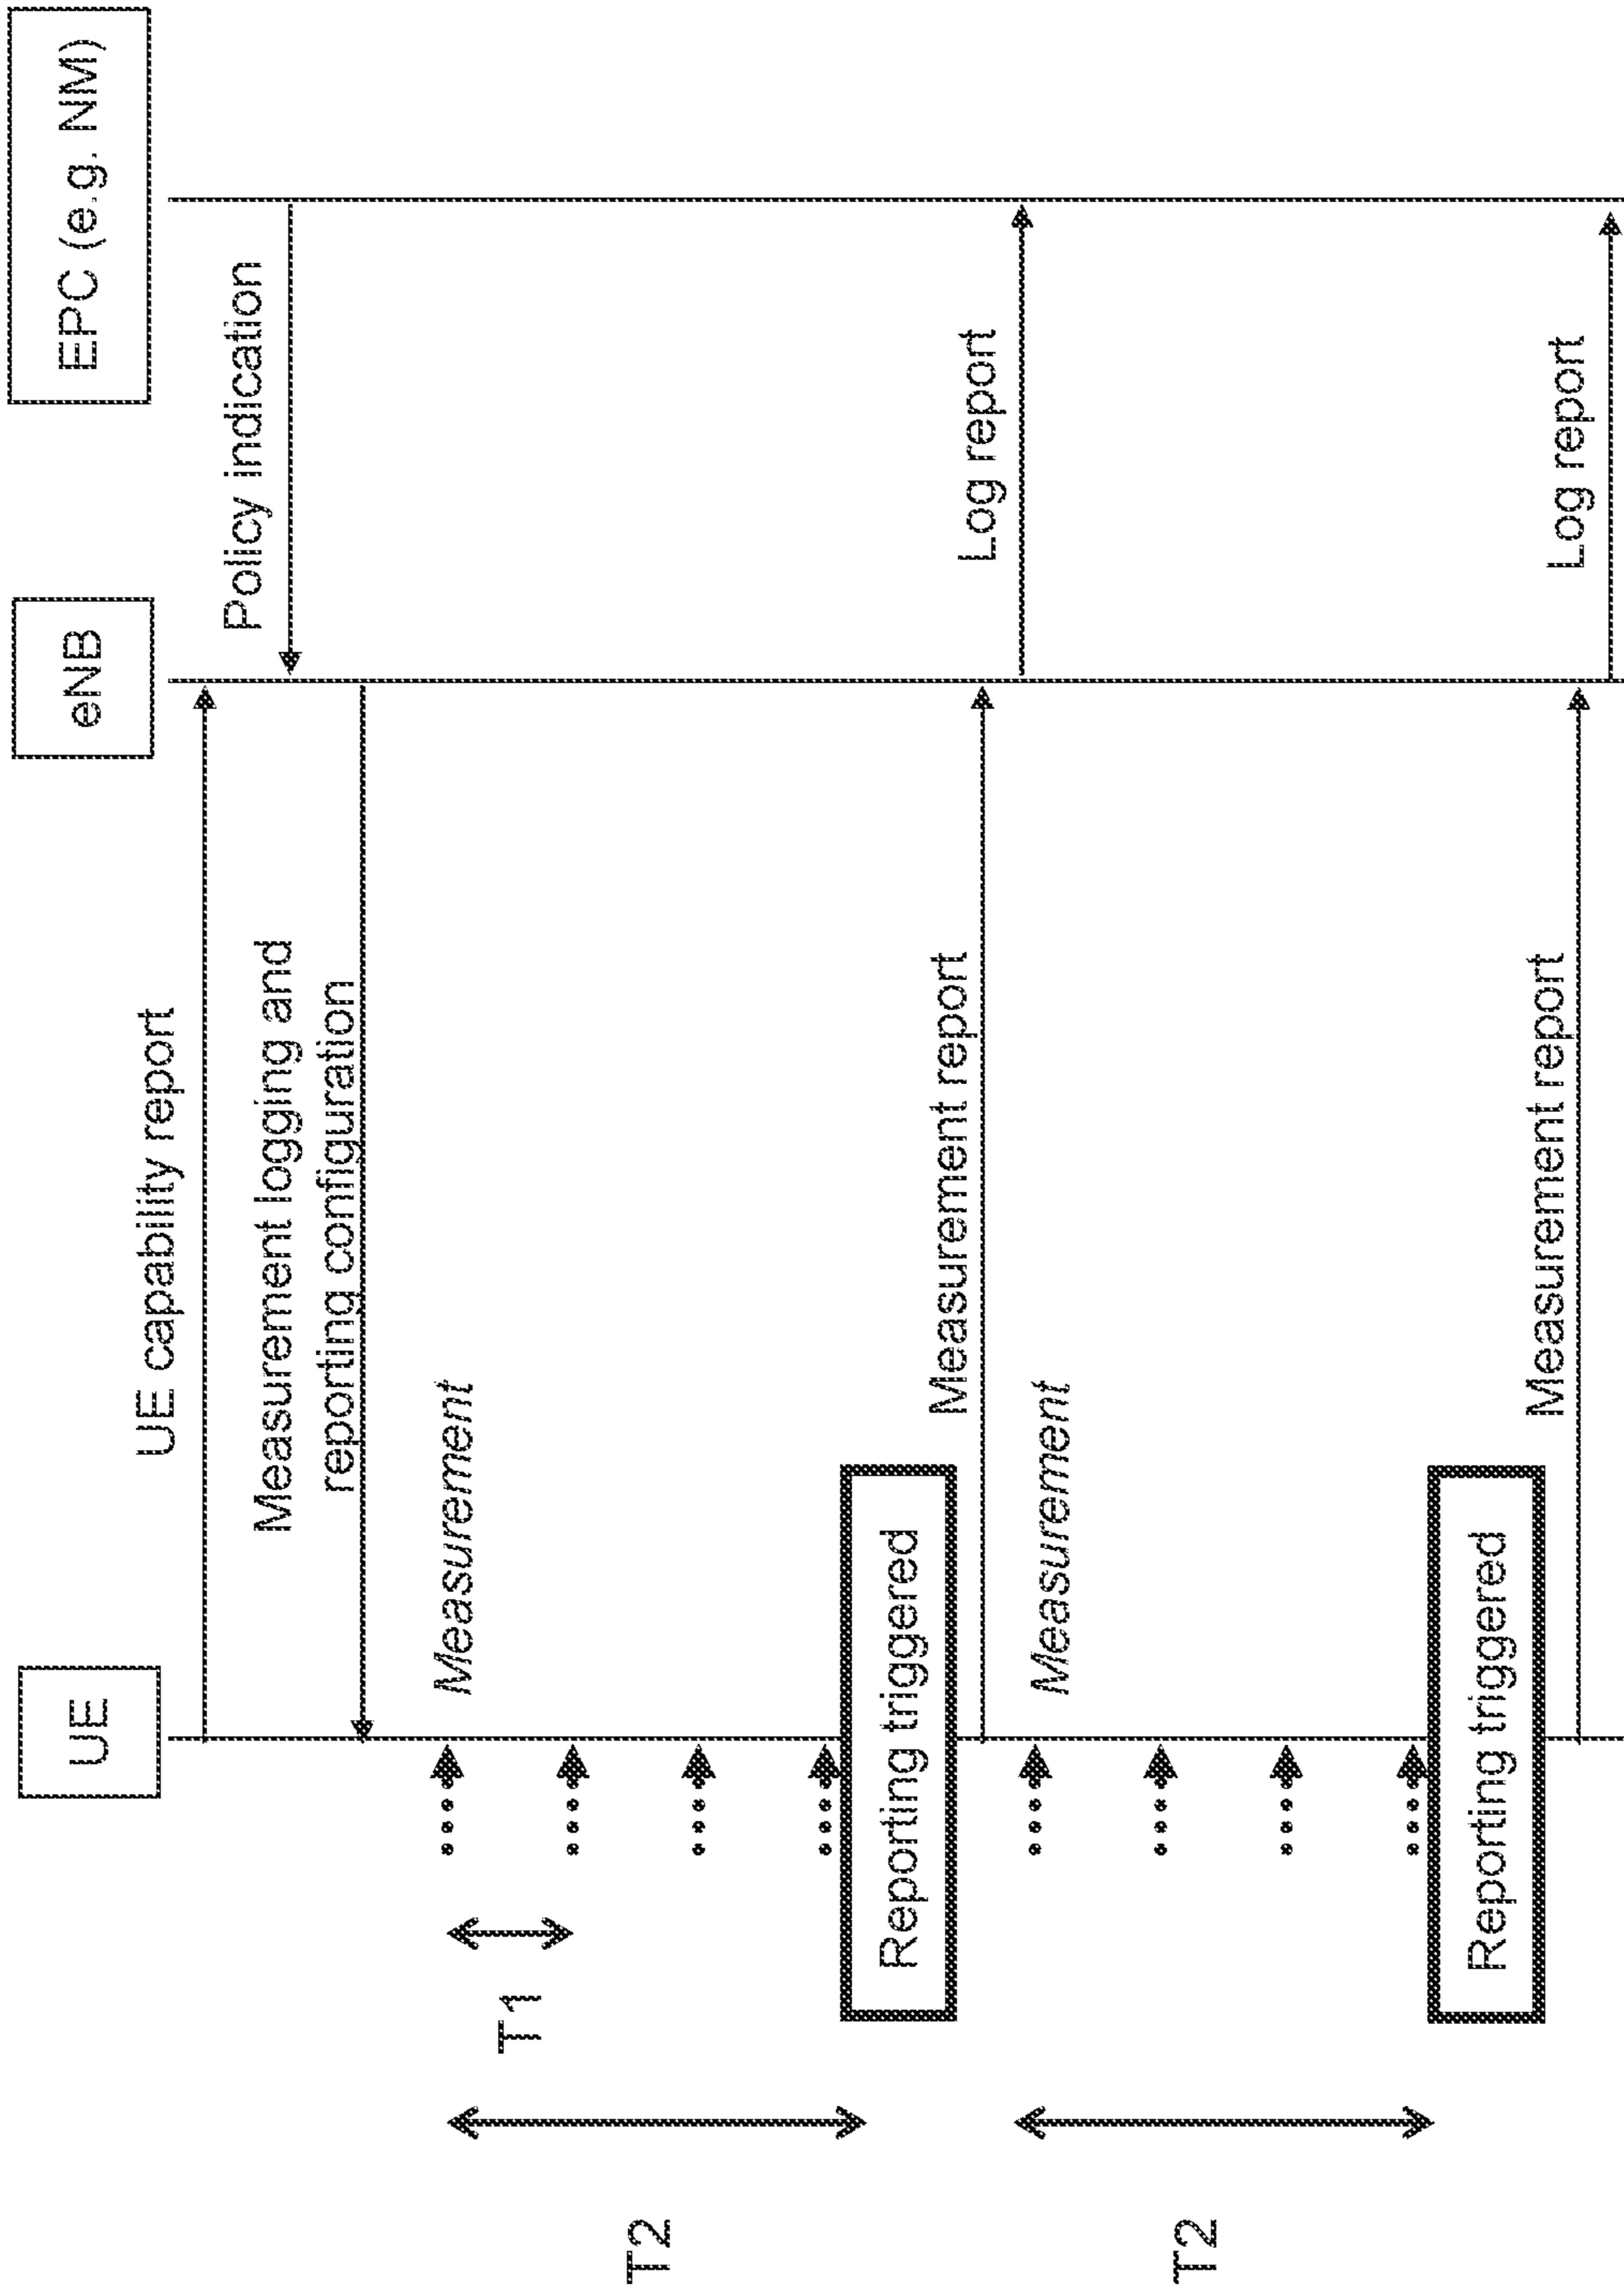 UE
eNB
EPC (e.g. NM)
UE capability report
Policy indication
Measurement logging and
reporting configuration
Measurement
T1
T2
Reporting triggered
Measurement report
Log report
Measurement
T2
Reporting triggered
Measurement report
Log report